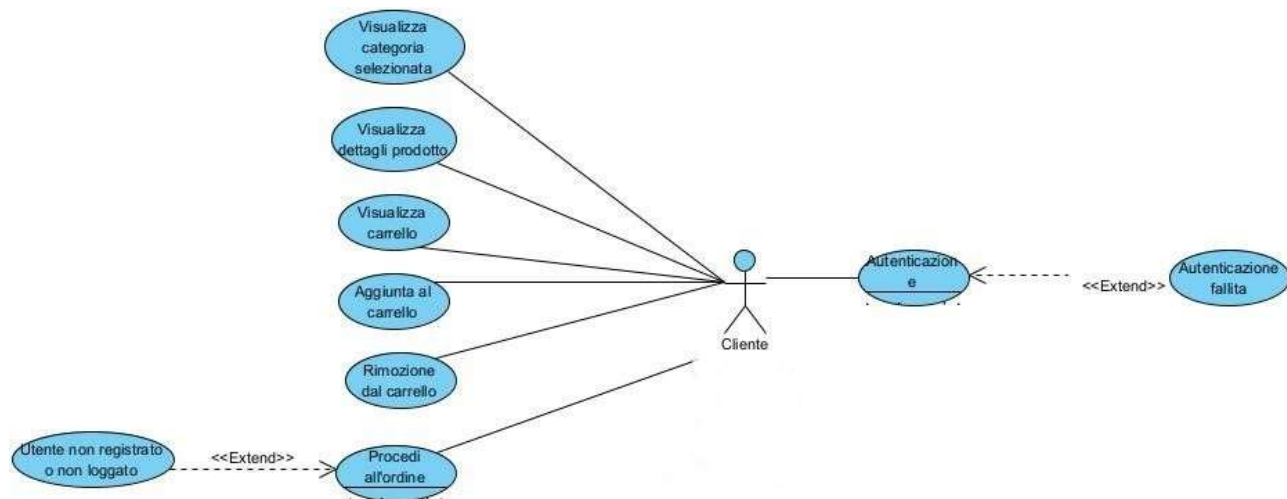 Visualizza
categoria
selezionata
Visualizza
dettagli prodotto
Visualizza
carrello
Aggiunta al
carrello
Rimozione
dal carrello
Procedi
all'ordine
Utente non registrato
o non loggato
<<Extend>>
Cliente
Autenticazion
e
<<Extend>>
Autenticazione
fallita